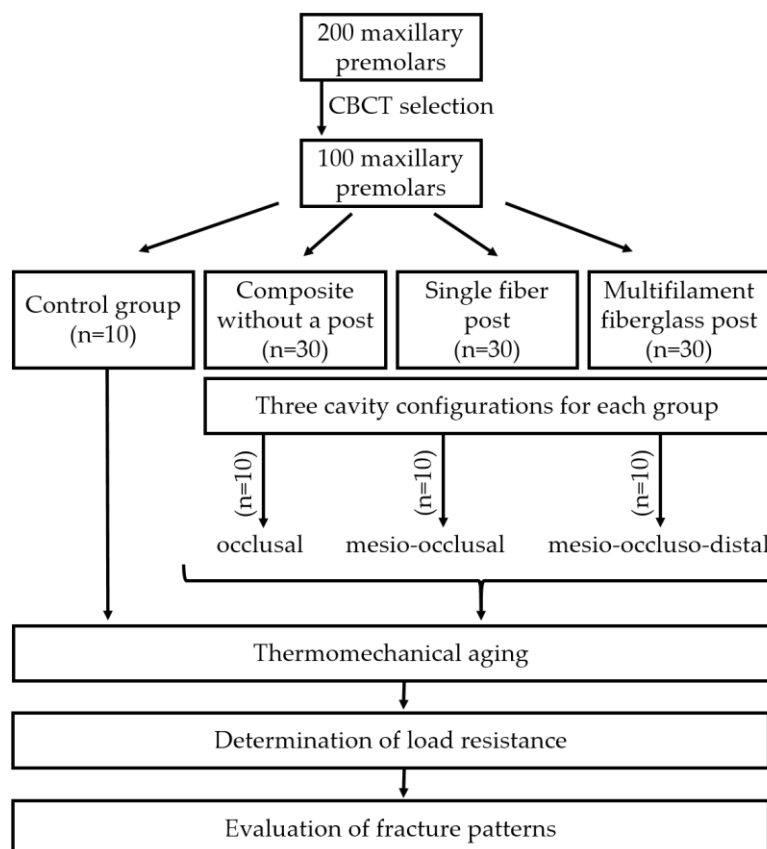 200 maxillary
premolars
CBCT selection
100 maxillary
premolars
Control group
(n=10)
Composite
without a post
(n=30)
Single fiber
post
(n=30)
Multifilament
fiberglass post
(n=30)
Three cavity configurations for each group
(n=10)
(n=10)
(n=10)
occlusal
mesio-occlusal
mesio-occluso-distal
Thermomechanical aging
Determination of load resistance
Evaluation of fracture patterns